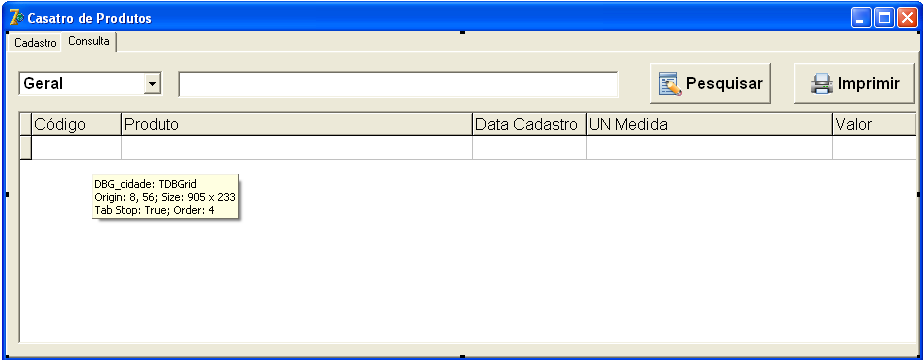 Casatro de Produtos
Cadastro Consulta
Geral Pesquisar Imprimir
Código Produto Data Cadastro UN Medida Valor
DBG_cidade: TDBGrid
Origin: 8, 56; Size: 905 x 233
Tab Stop: True; Order: 4